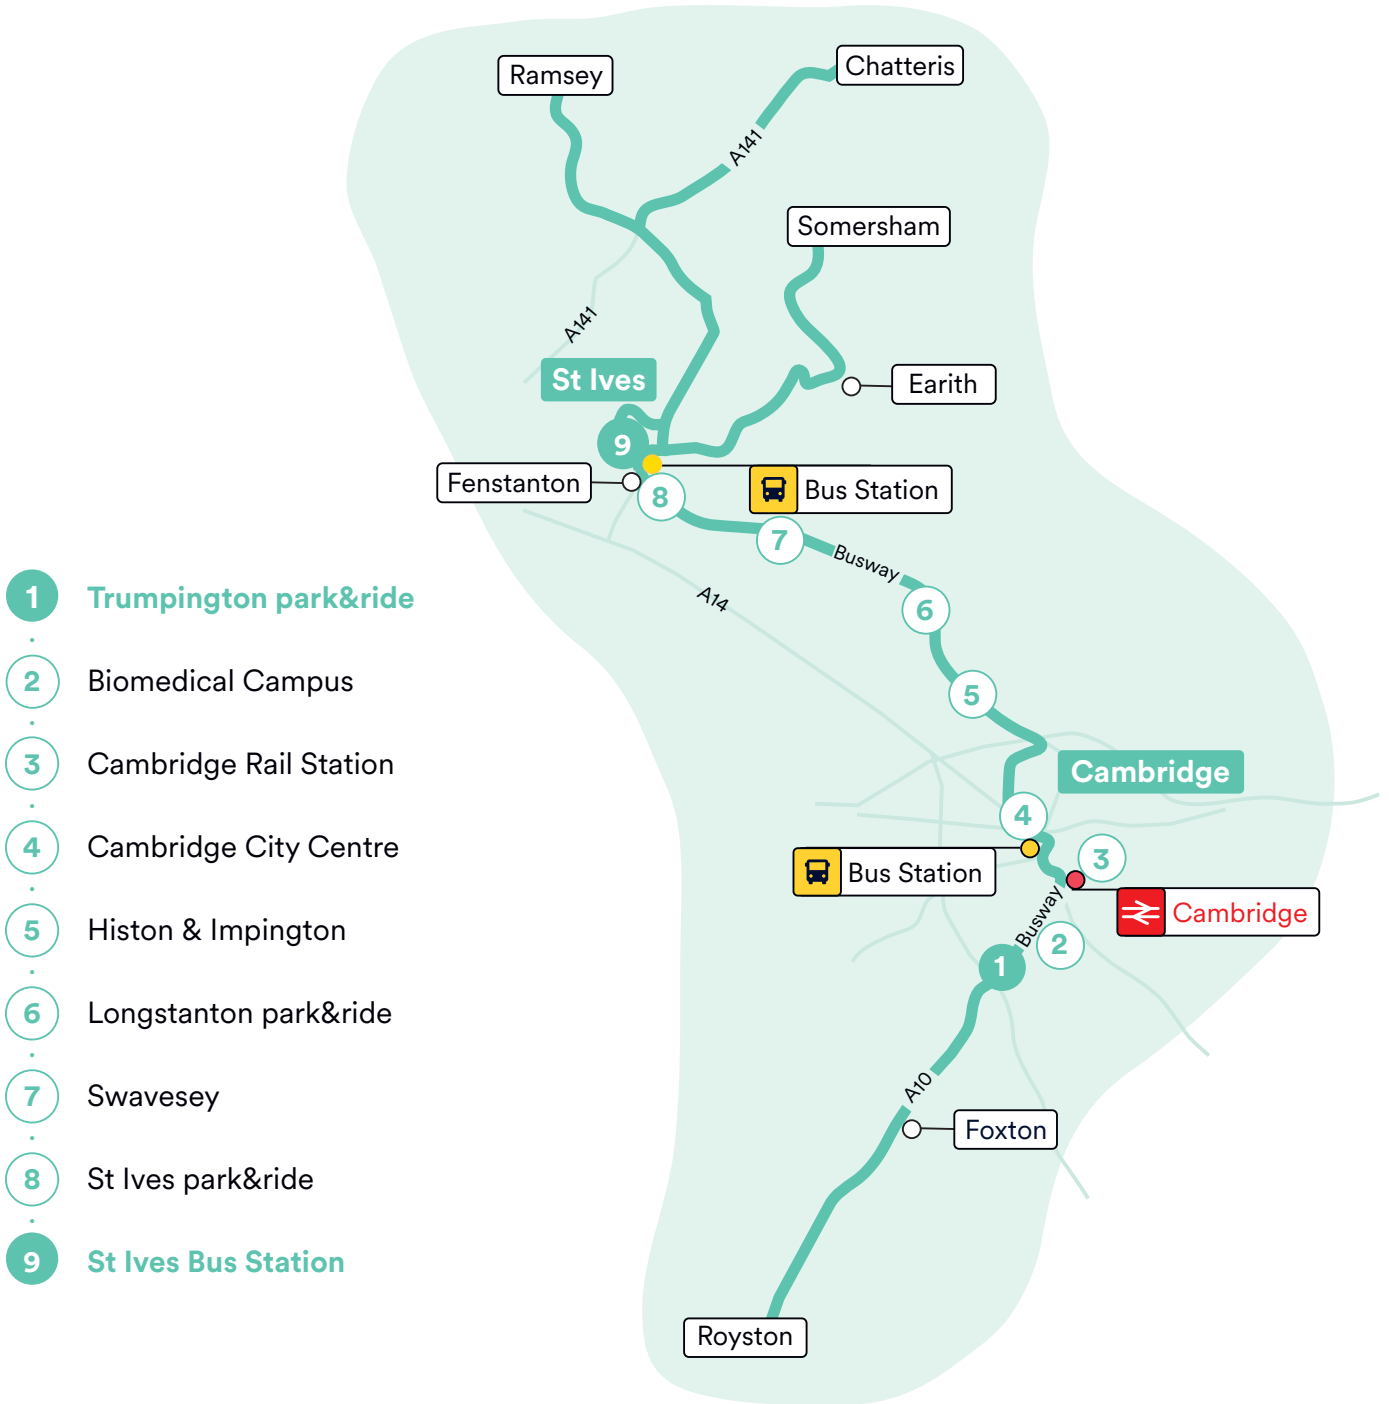 Ramsey
Chatteris
A141
Somersham
A141
St Ives
Earith
9
Fenstanton
8
Bus Station
7
Busway
A14
6
5
Cambridge
4
3
Bus Station
Cambridge
Busway
2
1
A10
Foxton
Royston
1 Trumpington park&ride
2 Biomedical Campus
3 Cambridge Rail Station
4 Cambridge City Centre
5 Histon & Impington
6 Longstanton park&ride
7 Swavesey
8 St Ives park&ride
9 St Ives Bus Station